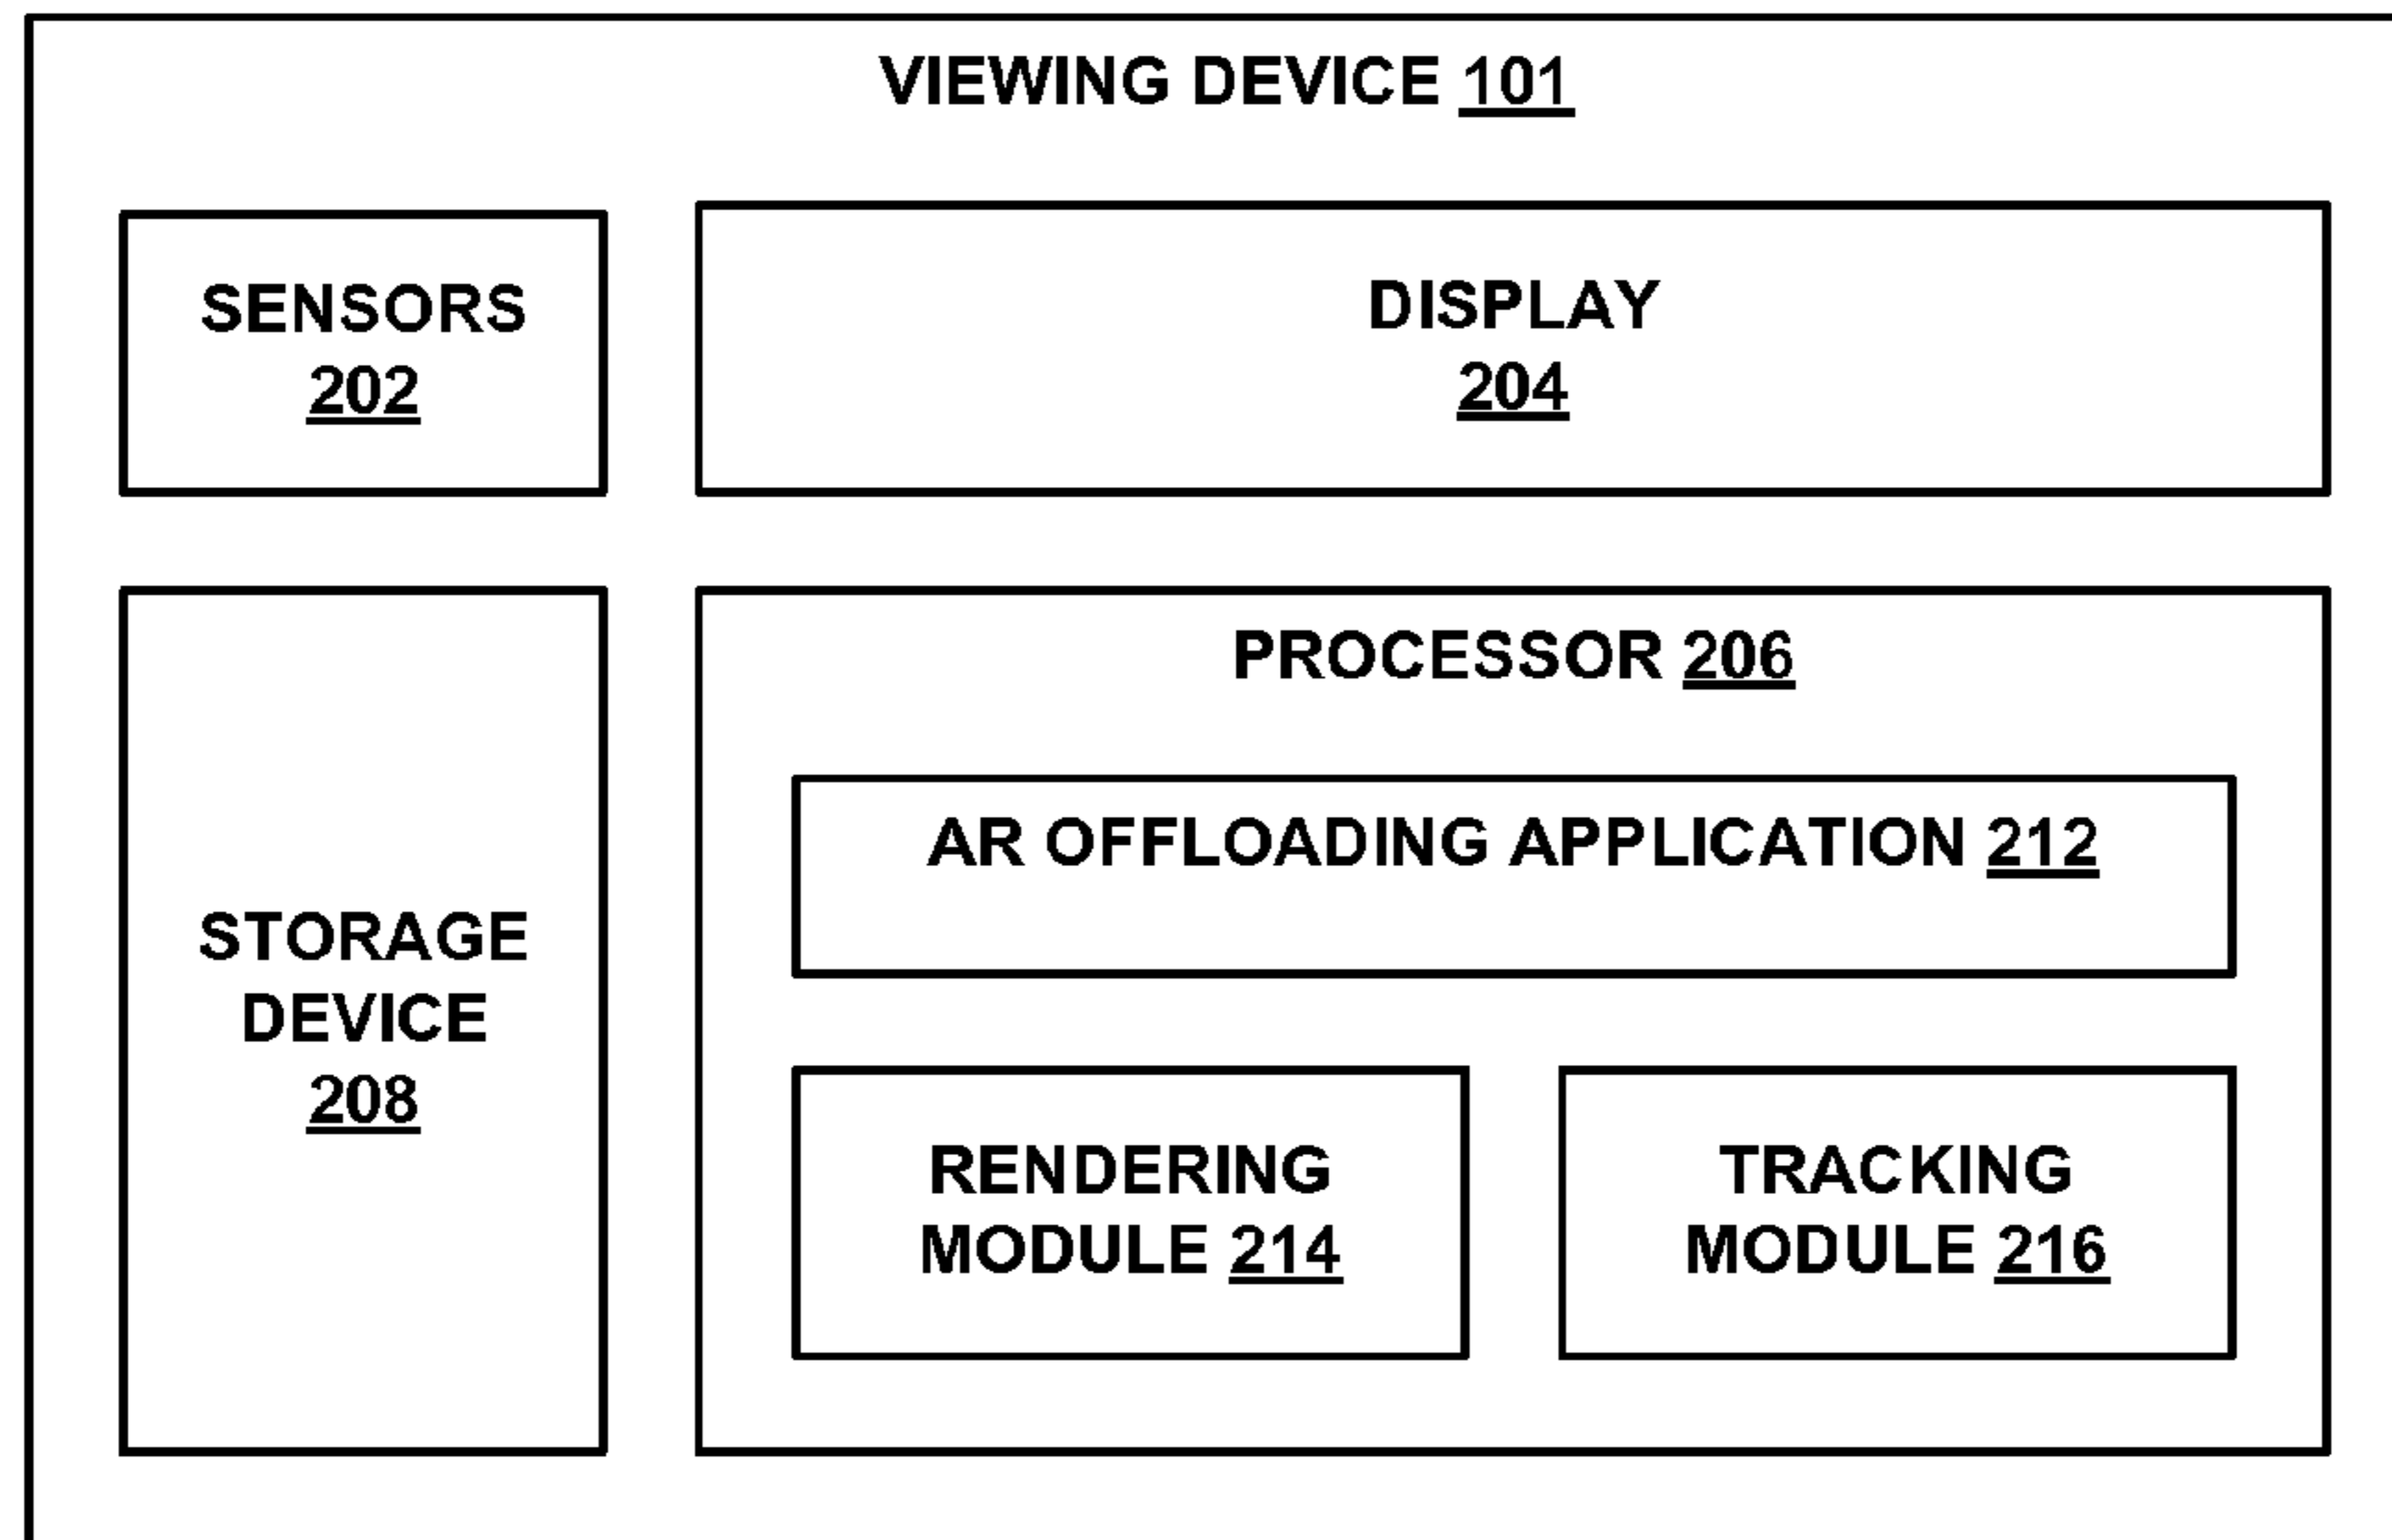 VIEWING DEVICE 101
SENSORS
202
DISPLAY
204
STORAGE
DEVICE
208
PROCESSOR 206
AR OFFLOADING APPLICATION 212
RENDERING
MODULE 214
TRACKING
MODULE 216